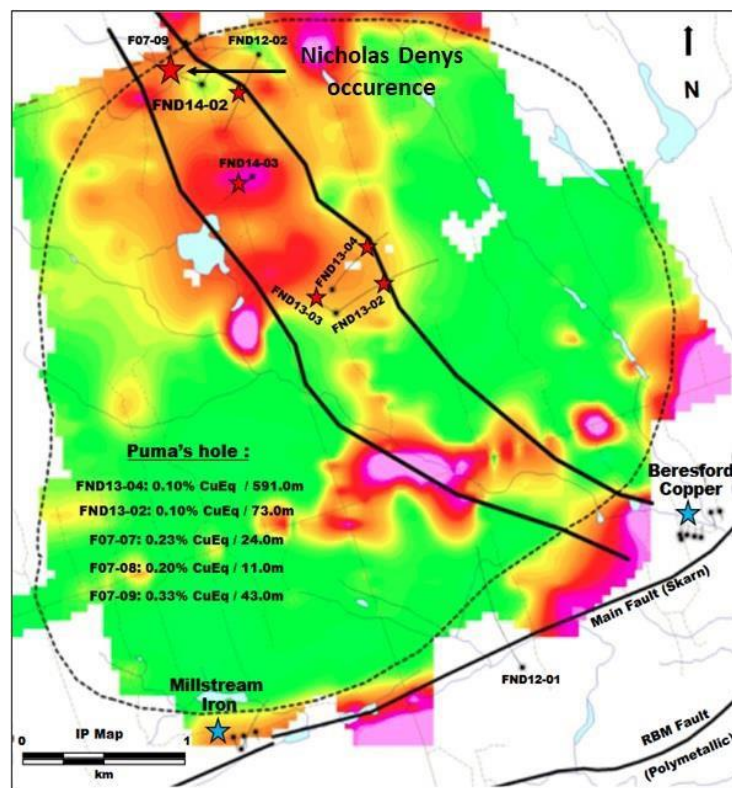 F07-09
FND12-02
Nicholas Denys
occurence
N
FND14-02
FND14-03
FND13-04
FND13-03
FND13-02
Puma's hole :
FND13-04: 0.10% CuEq / 591.0m
FND13-02: 0.10% CuEq / 73.0m
F07-07: 0.23% CuEq / 24.0m
F07-08: 0.20% CuEq / 11.0m
F07-09: 0.33% CuEq / 43.0m
Beresford
Copper
Main Fault (Skarn)
FND12-01
Millstream
Iron
RBM Fault
(Polymetallic)
0 IP Map 1
km